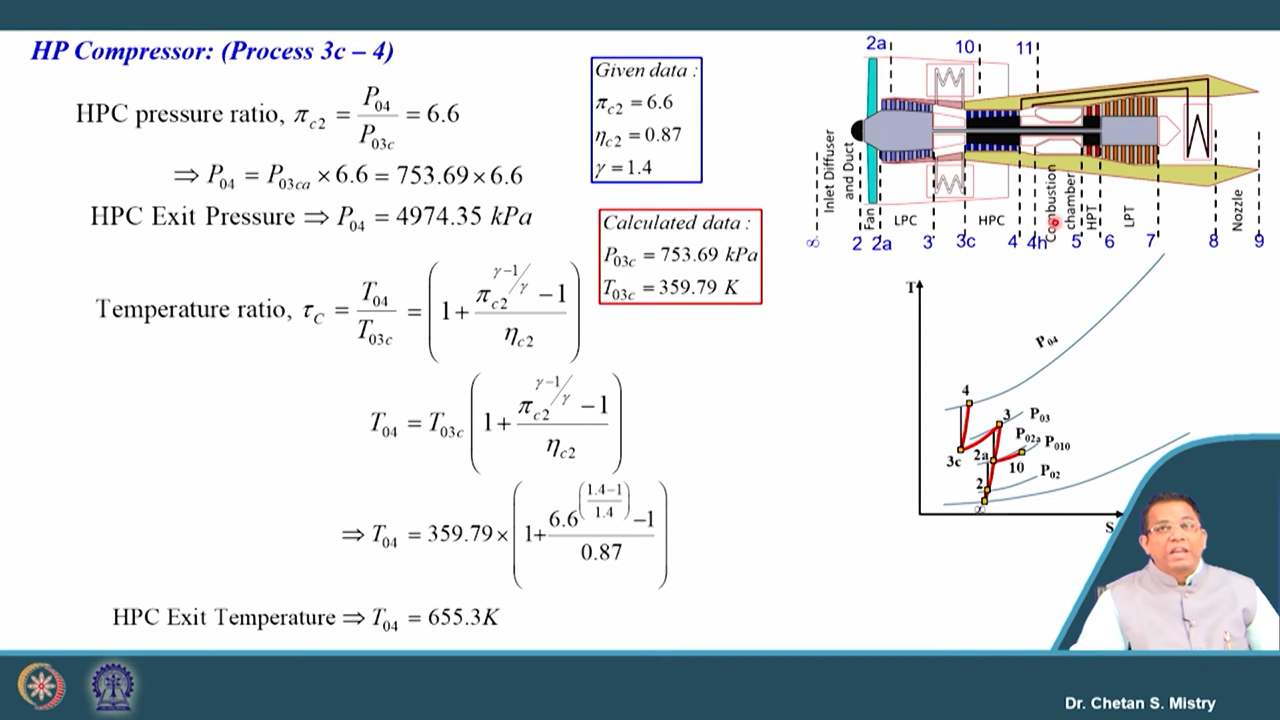 HP Compressor: (Process 3c – 4)
HPC pressure ratio, π_c2 = P_04 / P_03c = 6.6
⇒ P_04 = P_03ca × 6.6 = 753.69 × 6.6
HPC Exit Pressure ⇒ P_04 = 4974.35 kPa
Temperature ratio, τ_C = T_04 / T_03c = (1 + (π_c2^(γ−1/γ) − 1) / η_c2)
T_04 = T_03c (1 + (π_c2^(γ−1/γ) − 1) / η_c2)
⇒ T_04 = 359.79 × (1 + (6.6^((1.4−1)/1.4) − 1) / 0.87)
HPC Exit Temperature ⇒ T_04 = 655.3K
Given data :
π_c2 = 6.6
η_c2 = 0.87
γ = 1.4
Calculated data :
P_03c = 753.69 kPa
T_03c = 359.79 K
2a 10 11
Inlet Diffuser
and Duct
Fan
LPC
HPC
Combustion
chamber
HPT
LPT
Nozzle
∞ 2 2a 3 3c 4 4h 5 6 7 8 9
T
P_04
4
3 P_03
P_02a P_010
3c 2a 10 P_02
2
∞
S
Dr. Chetan S. Mistry